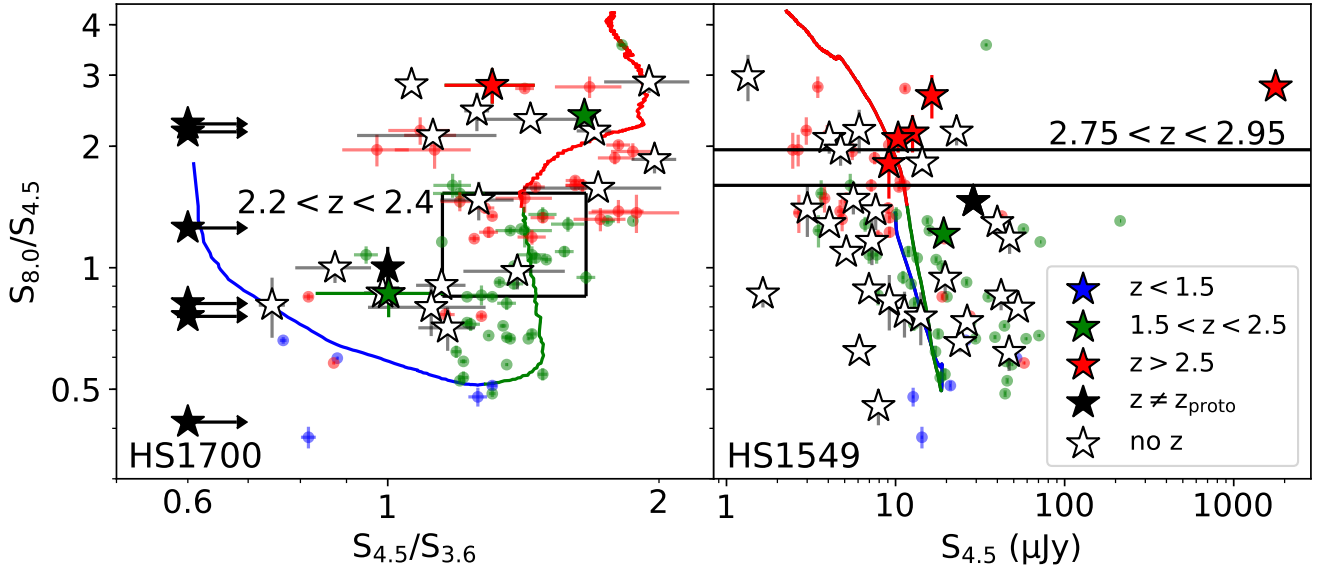 4
3
2
1
0.5
S8.0/S4.5
2.2 < z < 2.4
HS1700
0.6
1
2
S4.5/S3.6
2.75 < z < 2.95
HS1549
z < 1.5
1.5 < z < 2.5
z > 2.5
z ≠ zproto
no z
1
10
100
1000
S4.5 (μJy)